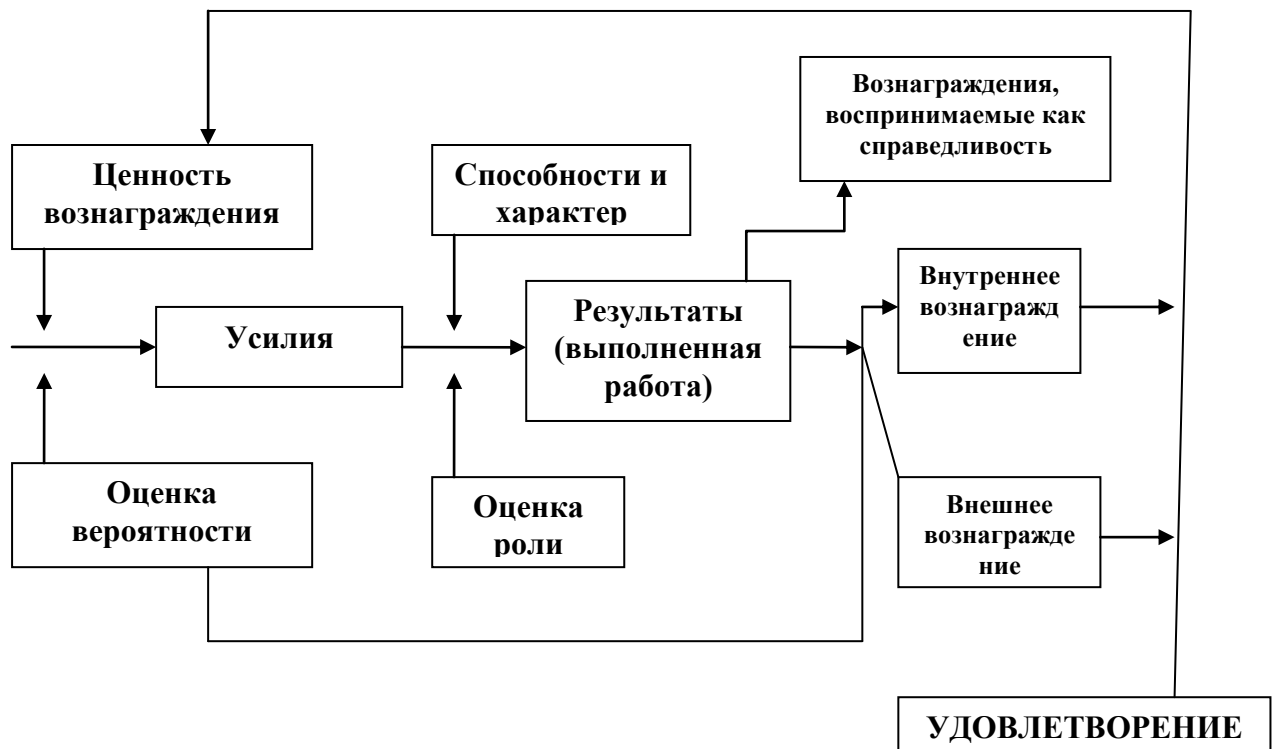 Вознаграждения,
воспринимаемые как
справедливость
Ценность
вознаграждения
Способности и
характер
Внутреннее
вознагражд
ение
Усилия
Результаты
(выполненная
работа)
Оценка
вероятности
Оценка
роли
Внешнее
вознагражде
ние
УДОВЛЕТВОРЕНИЕ